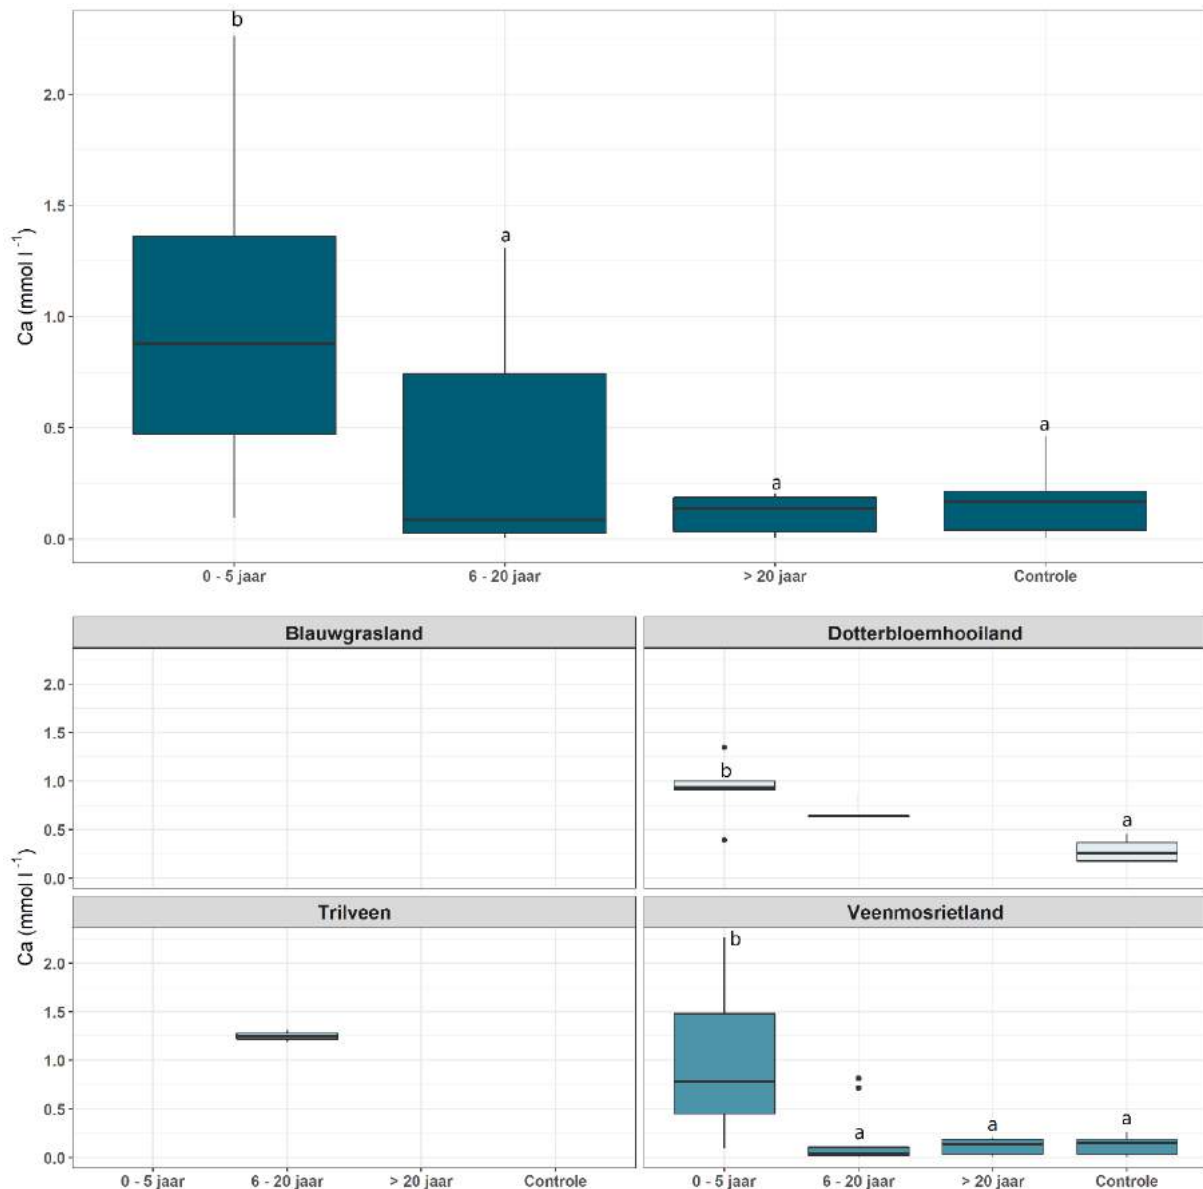 b
2.0
1.5
a
Ca (mmol l⁻¹)
1.0
0.5
a
a
0.0
0 - 5 jaar 6 - 20 jaar > 20 jaar Controle
Blauwgrasland Dotterbloemhooiland
2.0
1.5
1.0
b
0.5
a
0.0
Ca (mmol l⁻¹)
Trilveen Veenmosrietland
b
2.0
1.5
1.0
0.5
a a a
0.0
0 - 5 jaar 6 - 20 jaar > 20 jaar Controle 0 - 5 jaar 6 - 20 jaar > 20 jaar Controle